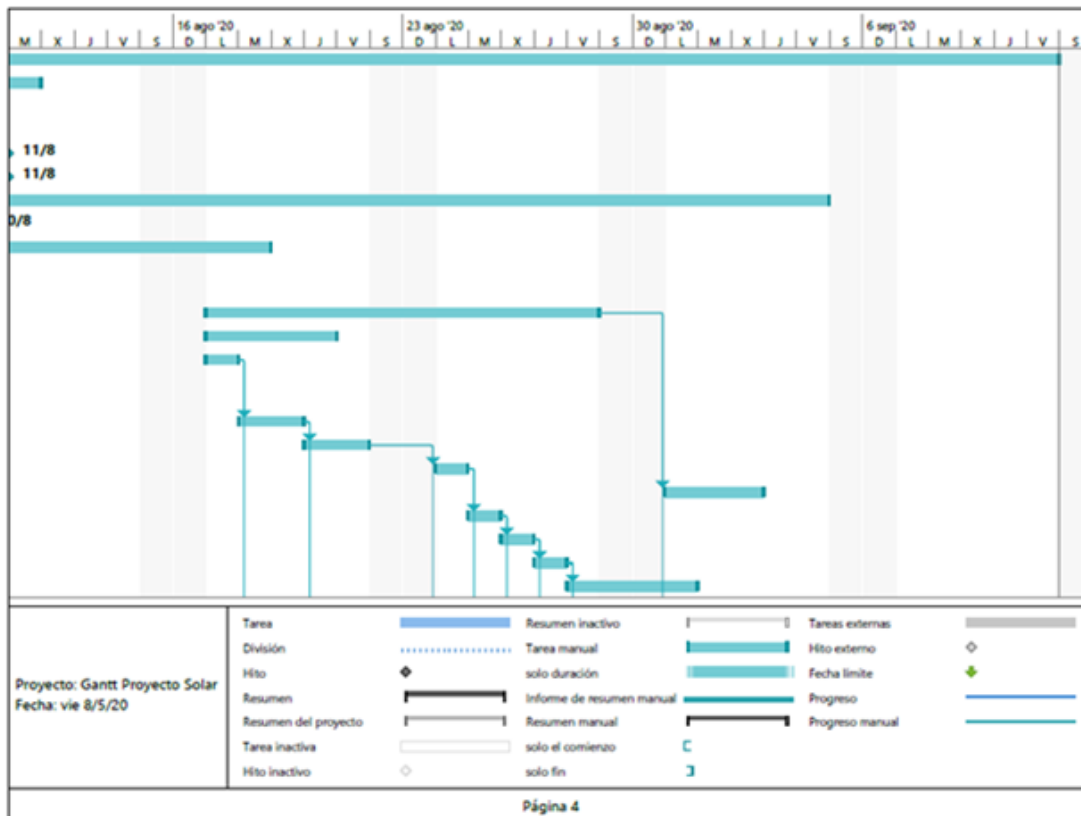 16 ago '20 23 ago '20 30 ago '20 6 sep '20
M X J V S D L M X J V S D L M X J V S D L M X J V S D L M X J V S
11/8
11/8
0/8
Proyecto: Gantt Proyecto Solar
Fecha: vie 8/5/20
Tarea
División
Hito
Resumen
Resumen del proyecto
Tarea inactiva
Hito inactivo
Resumen inactivo
Tarea manual
solo duración
Informe de resumen manual
Resumen manual
solo el comienzo
solo fin
Tareas externas
Hito externo
Fecha límite
Progreso
Progreso manual
Página 4